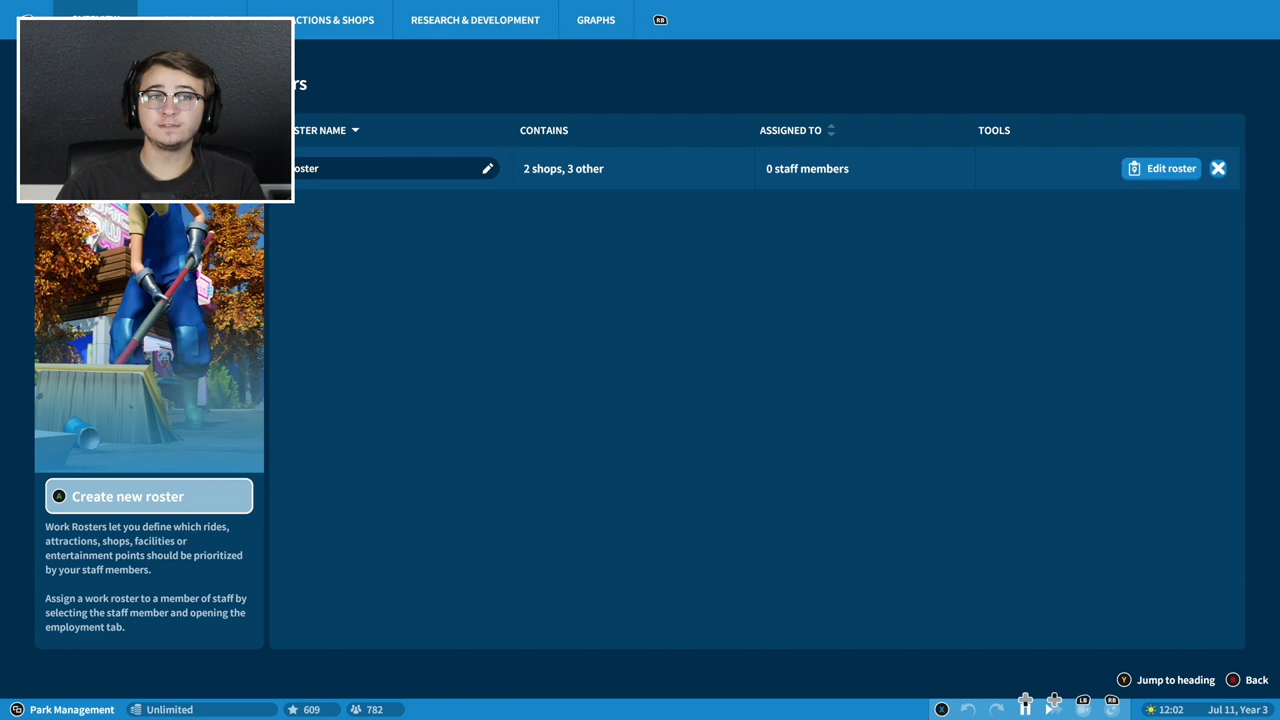 ACTIONS & SHOPS
RESEARCH & DEVELOPMENT
GRAPHS
RB
rs
STER NAME
CONTAINS
ASSIGNED TO
TOOLS
oster
2 shops, 3 other
0 staff members
Edit roster
A Create new roster
Work Rosters let you define which rides,
attractions, shops, facilities or
entertainment points should be prioritized
by your staff members.
Assign a work roster to a member of staff by
selecting the staff member and opening the
employment tab.
Y Jump to heading
B Back
Park Management
Unlimited
609
782
X
LB
RB
12:02
Jul 11, Year 3